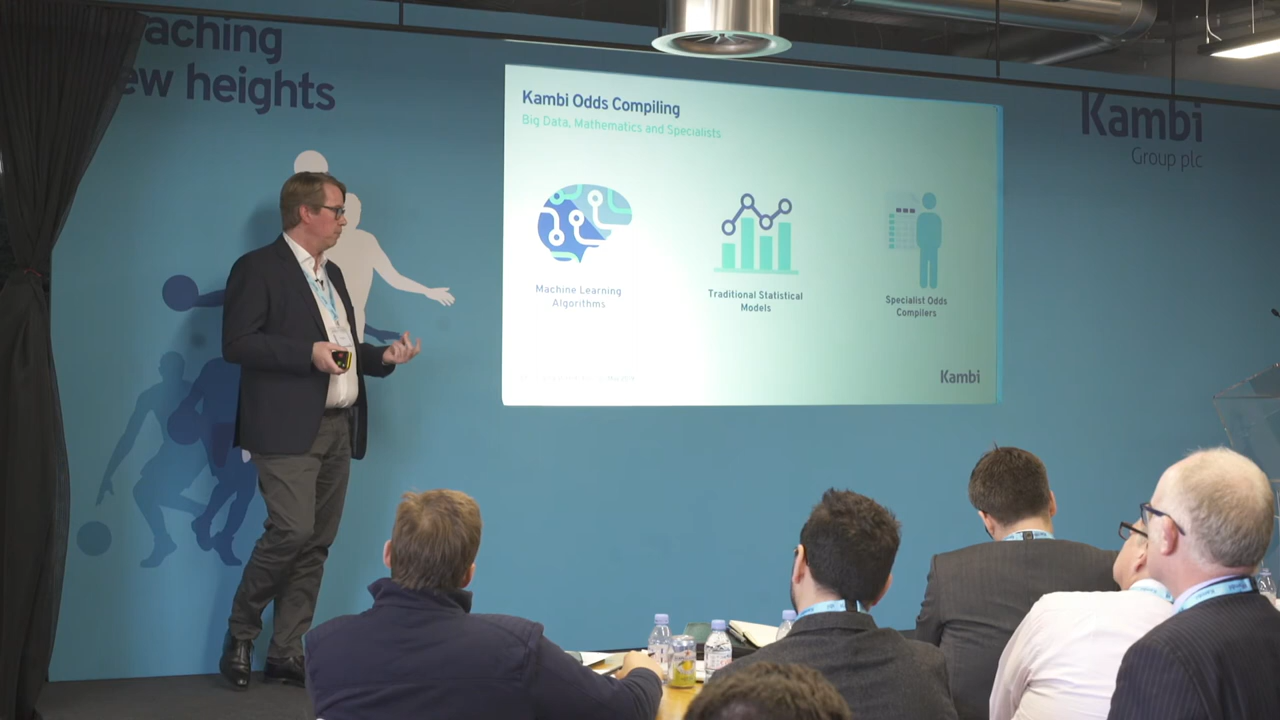 aching
ew heights
Kambi
Group plc
Kambi Odds Compiling
Big Data, Mathematics and Specialists
Machine Learning
Algorithms
Traditional Statistical
Models
Specialist Odds
Compilers
Kambi